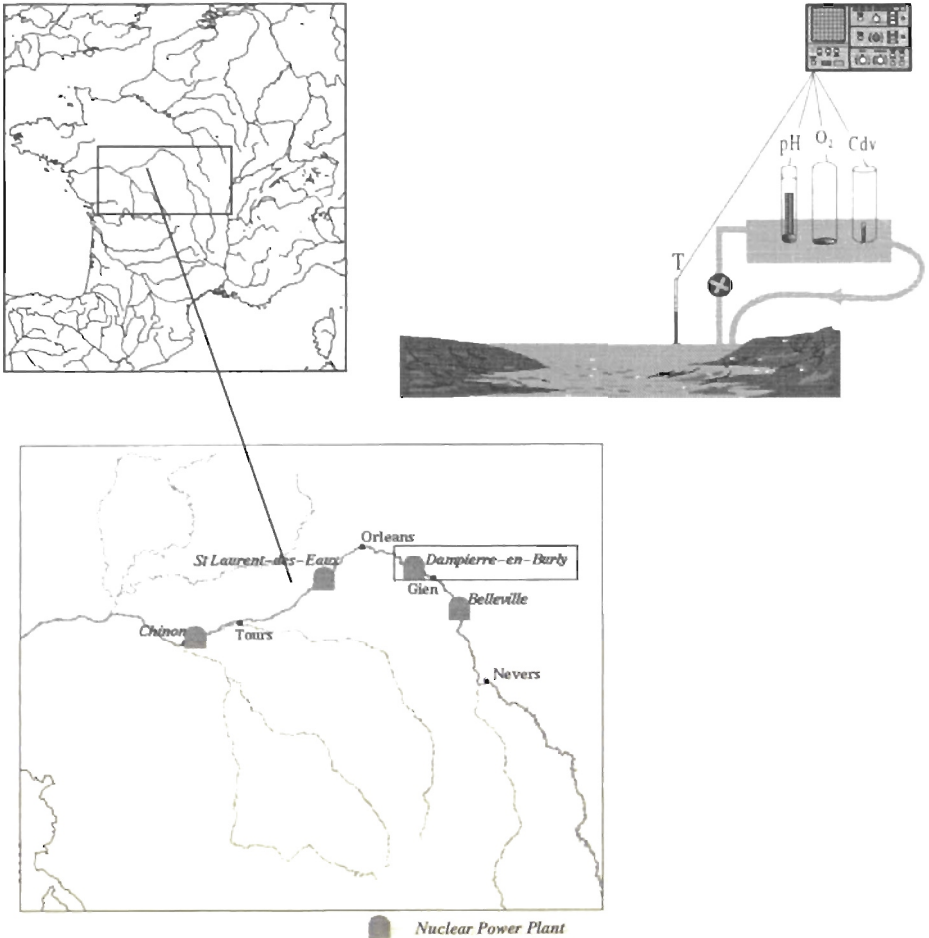 pH O₂ Cdv
T
Orleans
St Laurent-des-Eaux
Dampierre-en-Burly
Gien
Belleville
Chinon
Tours
Nevers
Nuclear Power Plant